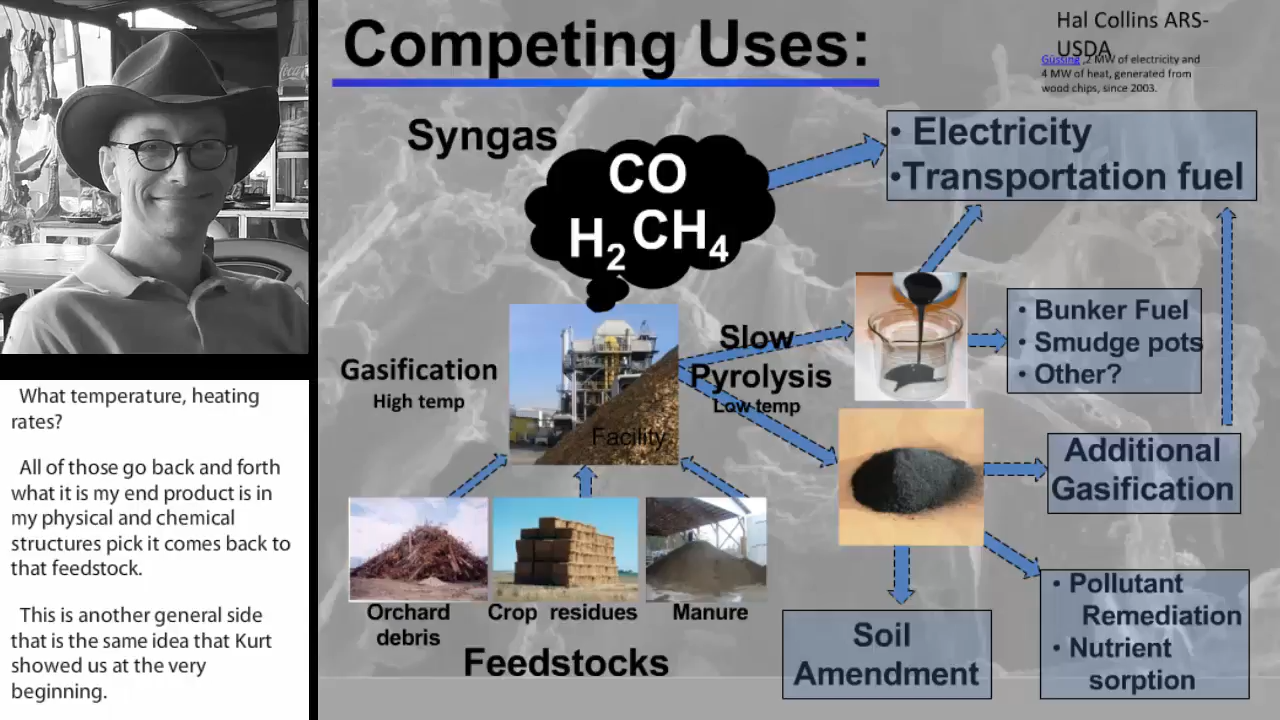 Competing Uses:
Hal Collins ARS-
USDA
Gussing ,2 MW of electricity and
4 MW of heat, generated from
wood chips, since 2003.
Syngas
CO
H2 CH4
• Electricity
•Transportation fuel
Gasification
High temp
Facility
Slow
Pyrolysis
Low temp
• Bunker Fuel
• Smudge pots
• Other?
Additional
Gasification
Orchard
debris
Crop residues
Manure
Feedstocks
Soil
Amendment
• Pollutant
Remediation
• Nutrient
sorption
Coca-Cola
What temperature, heating
rates?
All of those go back and forth
what it is my end product is in
my physical and chemical
structures pick it comes back to
that feedstock.
This is another general side
that is the same idea that Kurt
showed us at the very
beginning.